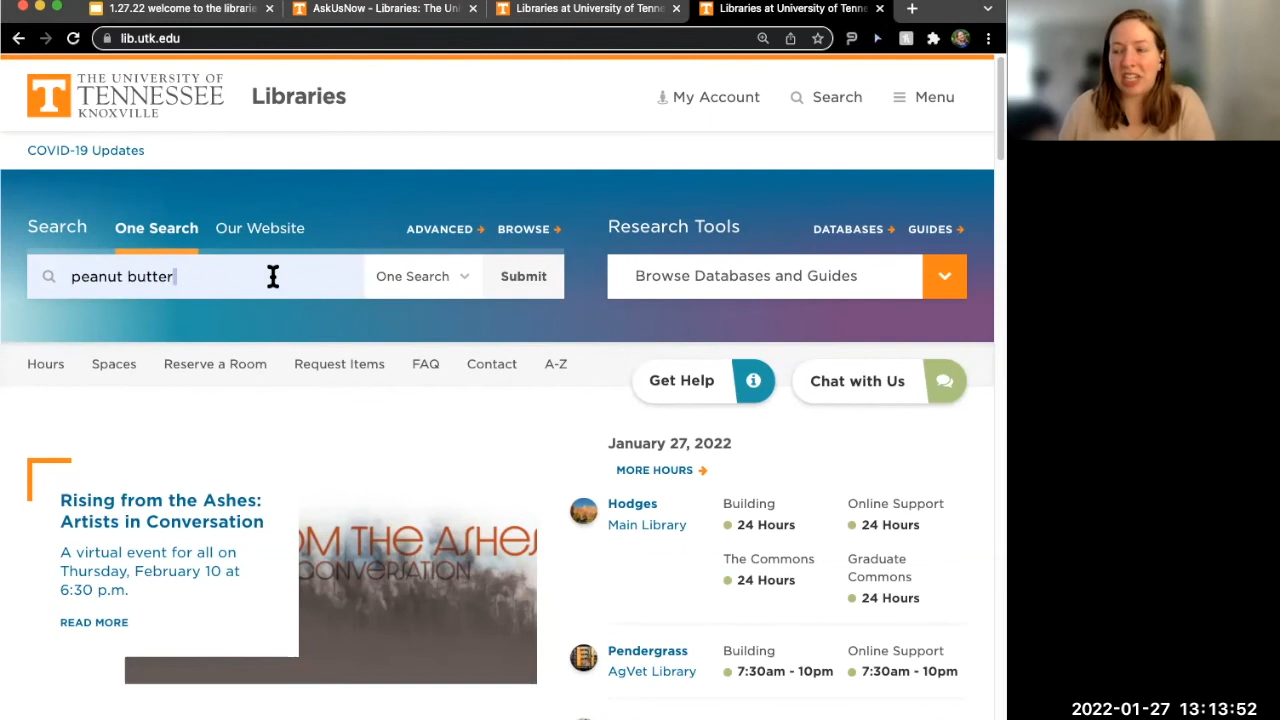 1.27.22 welcome to the librarie
AskUsNow - Libraries: The Uni
Libraries at University of Tenne
Libraries at University of Tenne
lib.utk.edu
THE UNIVERSITY OF
TENNESSEE
KNOXVILLE
Libraries
My Account
Search
Menu
COVID-19 Updates
Search
One Search
Our Website
ADVANCED
BROWSE
Research Tools
DATABASES
GUIDES
peanut butter
One Search
Submit
Browse Databases and Guides
Hours
Spaces
Reserve a Room
Request Items
FAQ
Contact
A-Z
Get Help
Chat with Us
Rising from the Ashes:
Artists in Conversation
A virtual event for all on
Thursday, February 10 at
6:30 p.m.
READ MORE
OM THE ASHES
CONVERSATION
January 27, 2022
MORE HOURS
Hodges
Main Library
Building
24 Hours
Online Support
24 Hours
The Commons
24 Hours
Graduate
Commons
24 Hours
Pendergrass
AgVet Library
Building
7:30am - 10pm
Online Support
7:30am - 10pm
2022-01-27 13:13:52